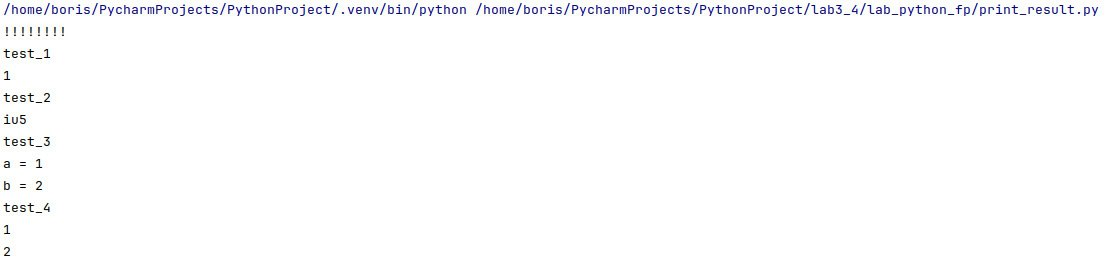 /home/boris/PycharmProjects/PythonProject/.venv/bin/python /home/boris/PycharmProjects/PythonProject/lab3_4/lab_python_fp/print_result.py
!!!!!!!!
test_1
1
test_2
iu5
test_3
a = 1
b = 2
test_4
1
2